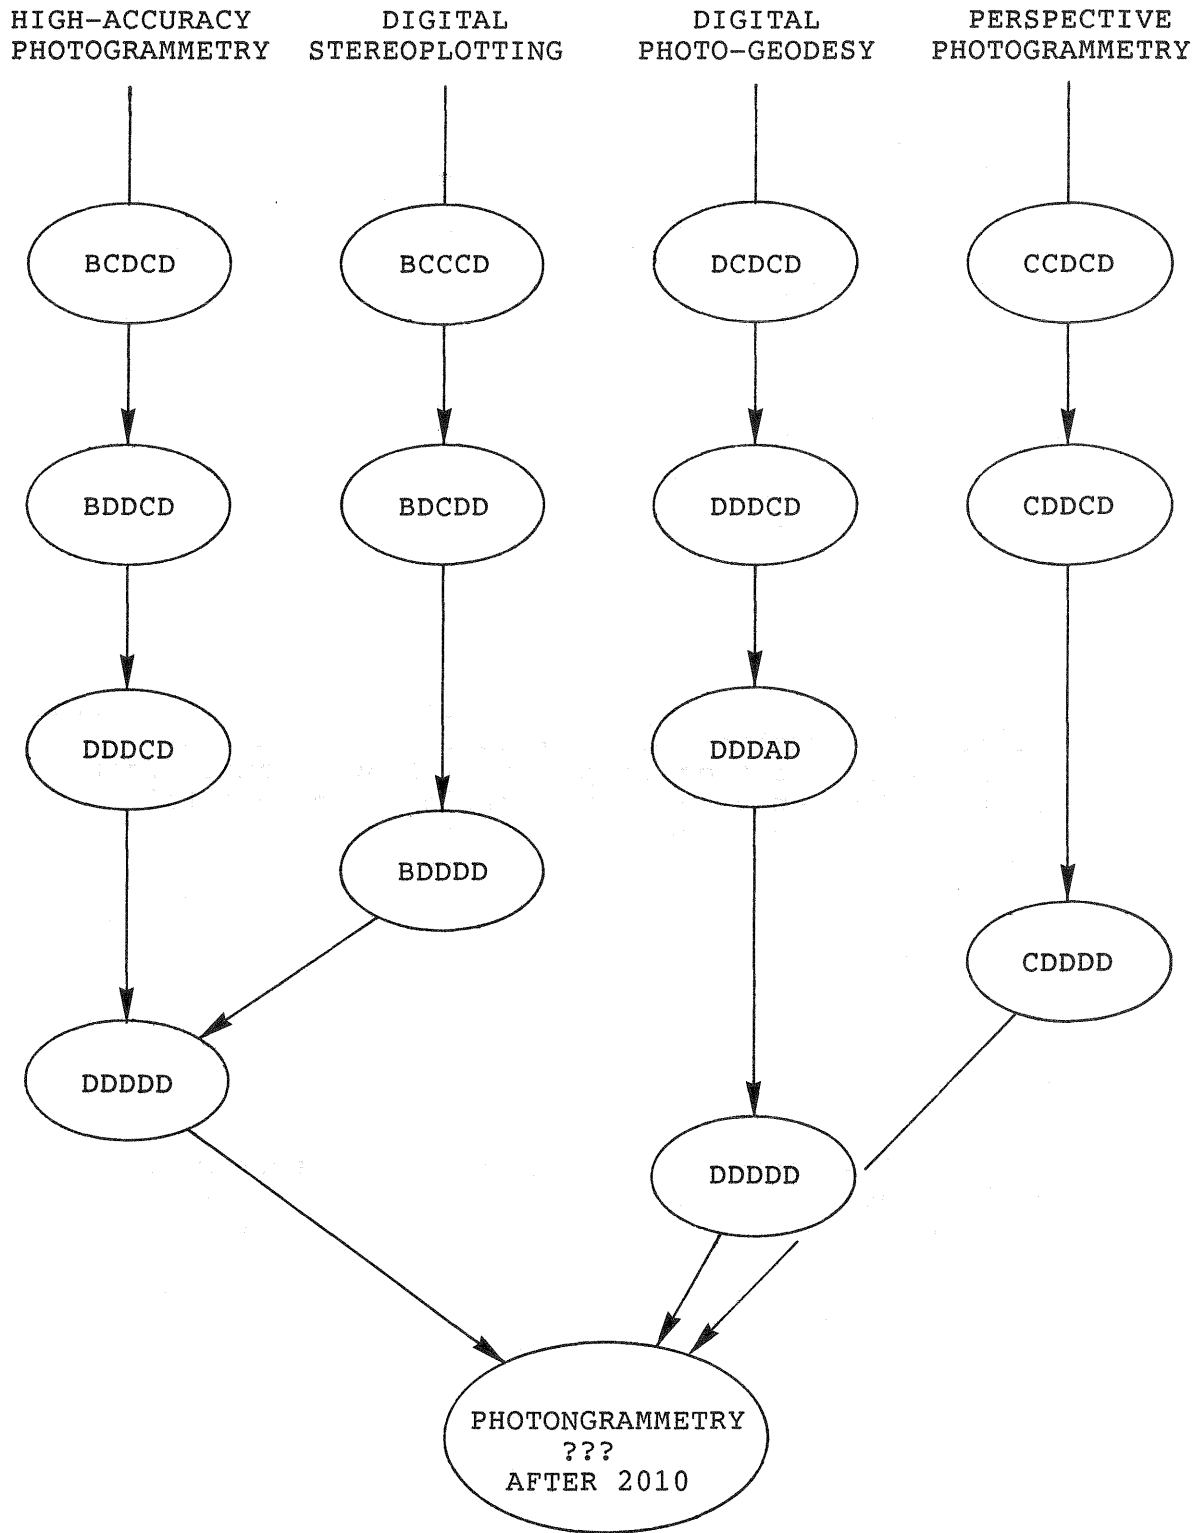 HIGH-ACCURACY
PHOTOGRAMMETRY
DIGITAL
STEREOPLOTTING
DIGITAL
PHOTO-GEODESY
PERSPECTIVE
PHOTOGRAMMETRY
BCDCD
BCCCD
DCDCD
CCDCD
BDDCD
BDCDD
DDDCD
CDDCD
DDDCD
DDDAD
BDDDD
CDDDD
DDDDD
DDDDD
PHOTONGRAMMETRY
???
AFTER 2010